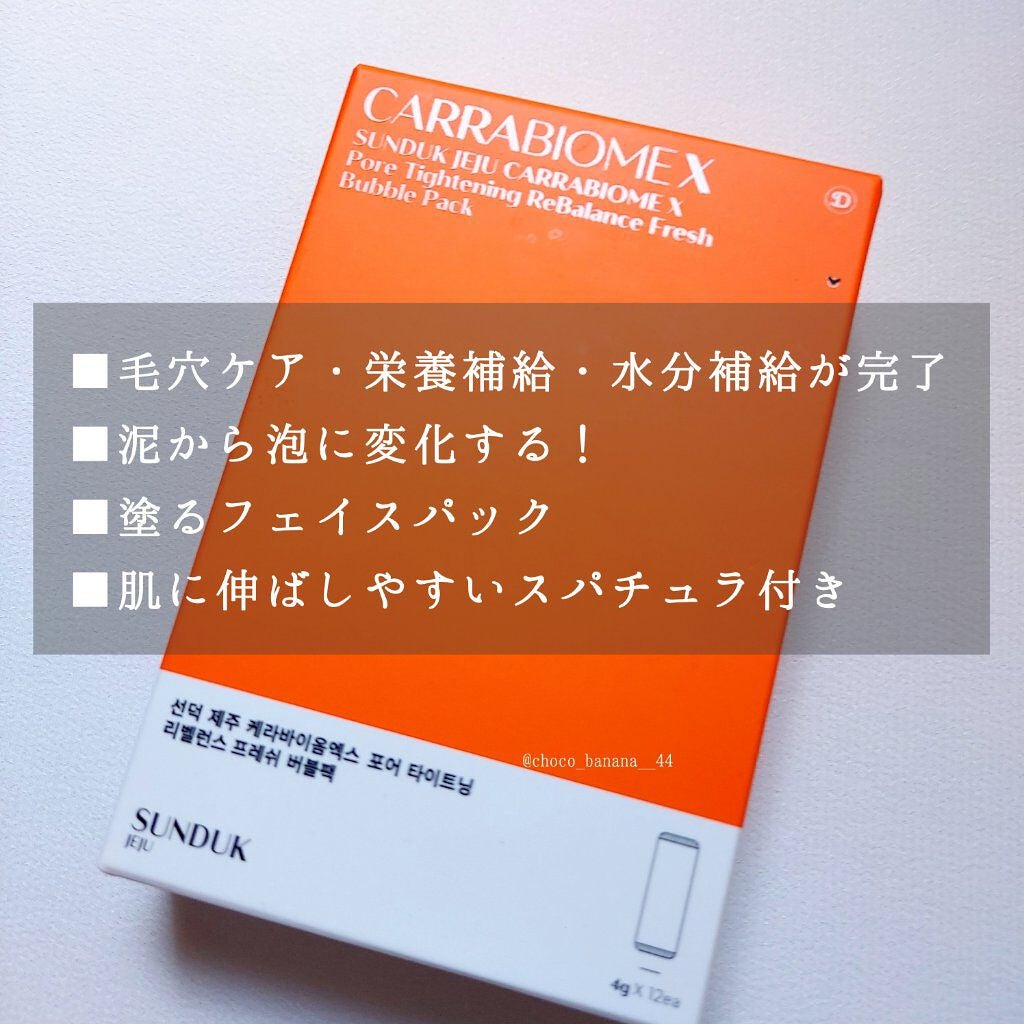 CARRABIOME X
SUNDUK JEJU CARRABIOME X
Pore Tightening ReBalance Fresh
Bubble Pack
■毛穴ケア・栄養補給・水分補給が完了
■泥から泡に変化する！
■塗るフェイスパック
■肌に伸ばしやすいスパチュラ付き
선덕 제주 케라바이옴엑스 포어 타이트닝
리밸런스 프레쉬 버블팩
@choco_banana__44
SUNDUK
JEJU
4g X 12ea